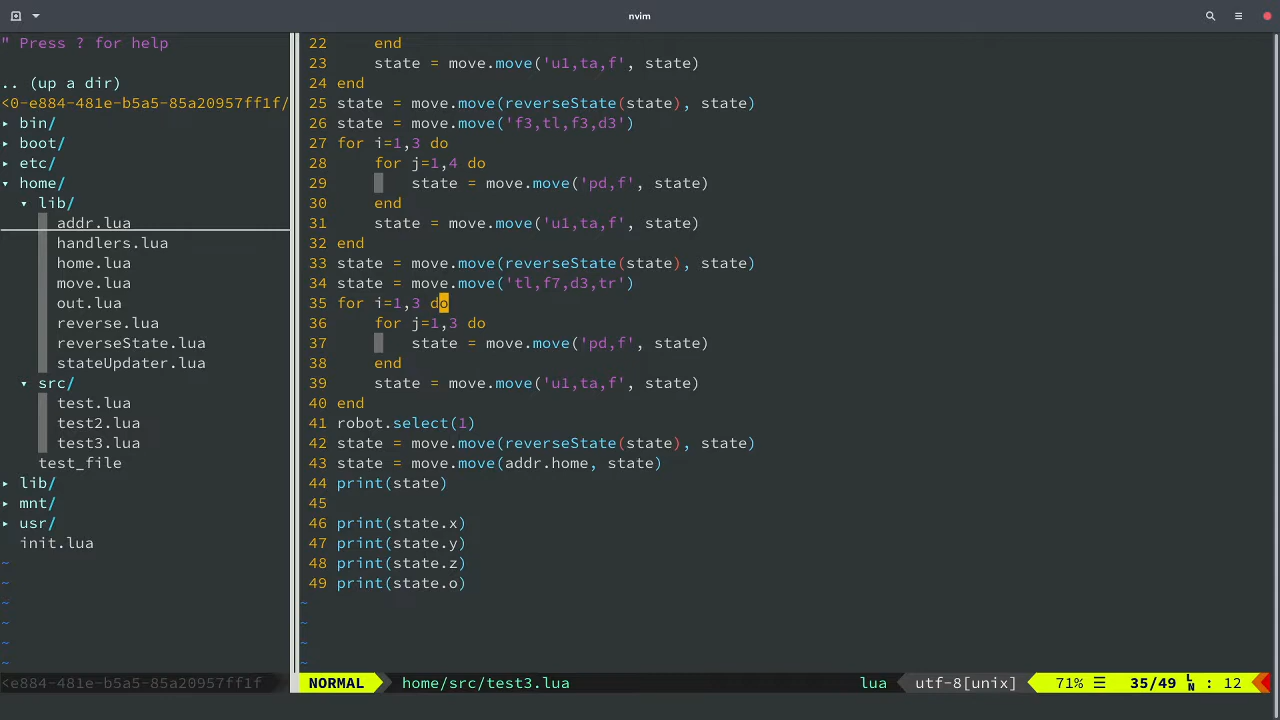 nvim
" Press ? for help
.. (up a dir)
<0-e884-481e-b5a5-85a20957ff1f/
▸ bin/
▸ boot/
▸ etc/
▾ home/
▾ lib/
addr.lua
handlers.lua
home.lua
move.lua
out.lua
reverse.lua
reverseState.lua
stateUpdater.lua
▾ src/
test.lua
test2.lua
test3.lua
test_file
▸ lib/
▸ mnt/
▸ usr/
init.lua
~
~
~
~
~
~
<e884-481e-b5a5-85a20957ff1f
22 end
23 state = move.move('u1,ta,f', state)
24 end
25 state = move.move(reverseState(state), state)
26 state = move.move('f3,tl,f3,d3')
27 for i=1,3 do
28 for j=1,4 do
29 state = move.move('pd,f', state)
30 end
31 state = move.move('u1,ta,f', state)
32 end
33 state = move.move(reverseState(state), state)
34 state = move.move('tl,f7,d3,tr')
35 for i=1,3 do
36 for j=1,3 do
37 state = move.move('pd,f', state)
38 end
39 state = move.move('u1,ta,f', state)
40 end
41 robot.select(1)
42 state = move.move(reverseState(state), state)
43 state = move.move(addr.home, state)
44 print(state)
45
46 print(state.x)
47 print(state.y)
48 print(state.z)
49 print(state.o)
~
~
~
~
NORMAL home/src/test3.lua lua utf-8[unix] 71% ☰ 35/49 LN : 12